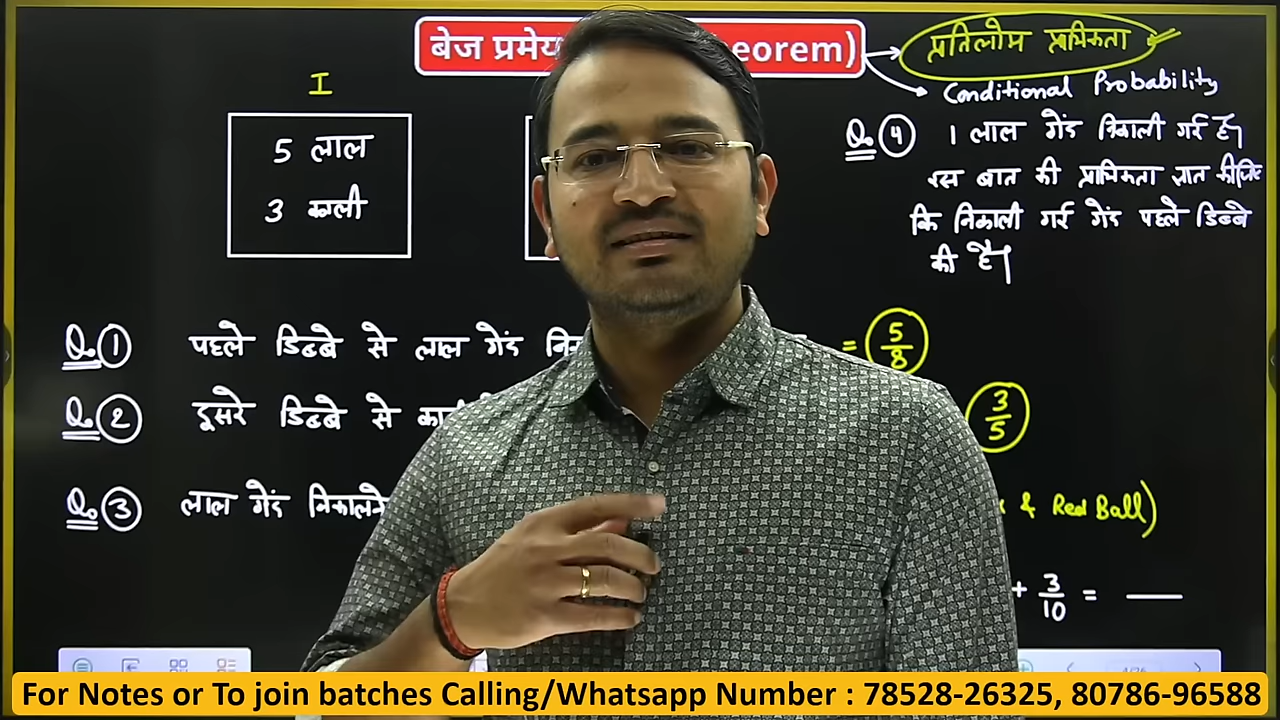 बेज प्रमेय eorem)
प्रतिलोम प्रायिकता
Conditional Probability
I
5 लाल
3 काली
Q. 4 1 लाल गेंद निकाली गई है।
इस बात की प्रायिकता ज्ञात कीजिए
कि निकाली गई गेंद पहले डिब्बे
की है।
Q. 1 पहले डिब्बे से लाल गेंद = 5/8
Q. 2 दूसरे डिब्बे से 3/5
Q. 3 लाल गेंद निकालने & Red Ball)
+ 3/10 =
For Notes or To join batches Calling/Whatsapp Number : 78528-26325, 80786-96588